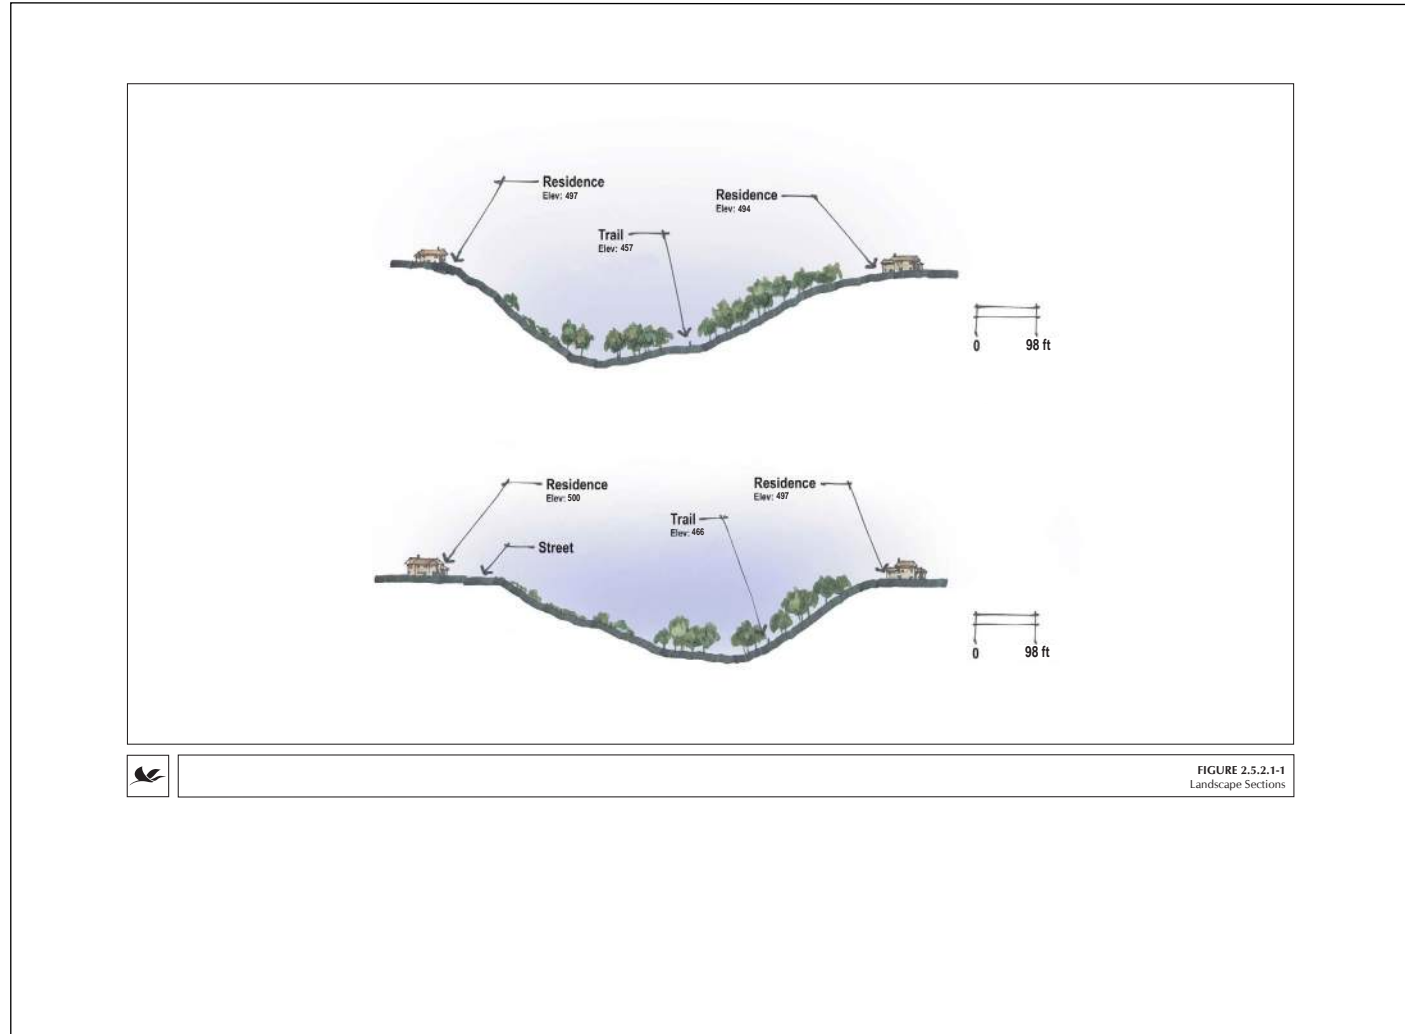 Residence
Elev: 497
Residence
Elev: 494
Trail
Elev: 457
0 98 ft
Residence
Elev: 500
Residence
Elev: 497
Trail
Elev: 466
Street
0 98 ft
FIGURE 2.5.2.1-1
Landscape Sections